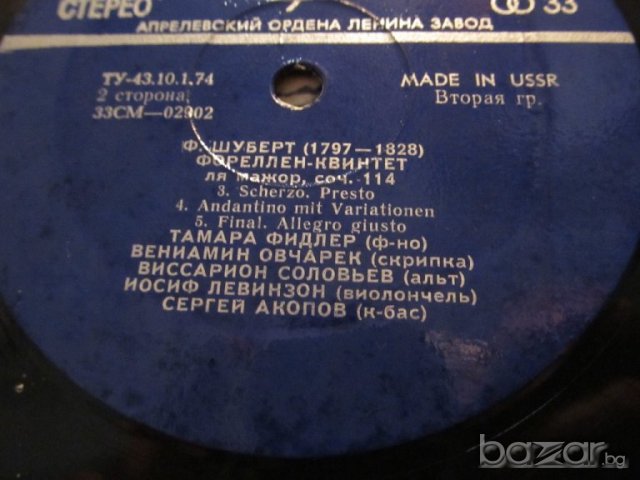 СТЕРЕО 33
АПРЕЛЕВСКИЙ ОРДЕНА ЛЕНИНА ЗАВОД
ТУ-43.10.1.74 MADE IN USSR
2 сторона; Вторая гр.
33СМ—02902
Ф. ШУБЕРТ (1797—1828)
ФОРЕЛЛЕН-КВИНТЕТ
ля мажор, соч. 114
3. Scherzo. Presto
4. Andantino mit Variationen
5. Final. Allegro giusto
ТАМАРА ФИДЛЕР (ф-но)
ВЕНИАМИН ОВЧАРЕК (скрипка)
ВИССАРИОН СОЛОВЬЕВ (альт)
ИОСИФ ЛЕВИНЗОН (виолончель)
СЕРГЕЙ АКОПОВ (к-бас)
bazar.bg